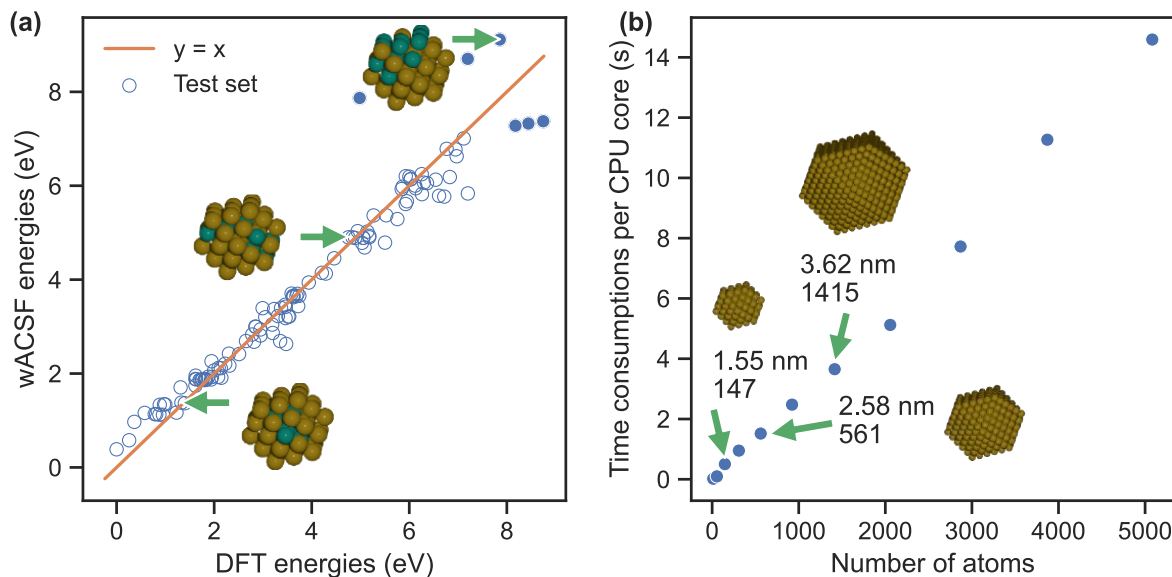 (a)
y = x
Test set
wACSF energies (eV)
8
6
4
2
0
0 2 4 6 8
DFT energies (eV)
(b)
Time consumptions per CPU core (s)
14
12
10
8
6
4
2
0
3.62 nm
1415
1.55 nm
147
2.58 nm
561
0 1000 2000 3000 4000 5000
Number of atoms